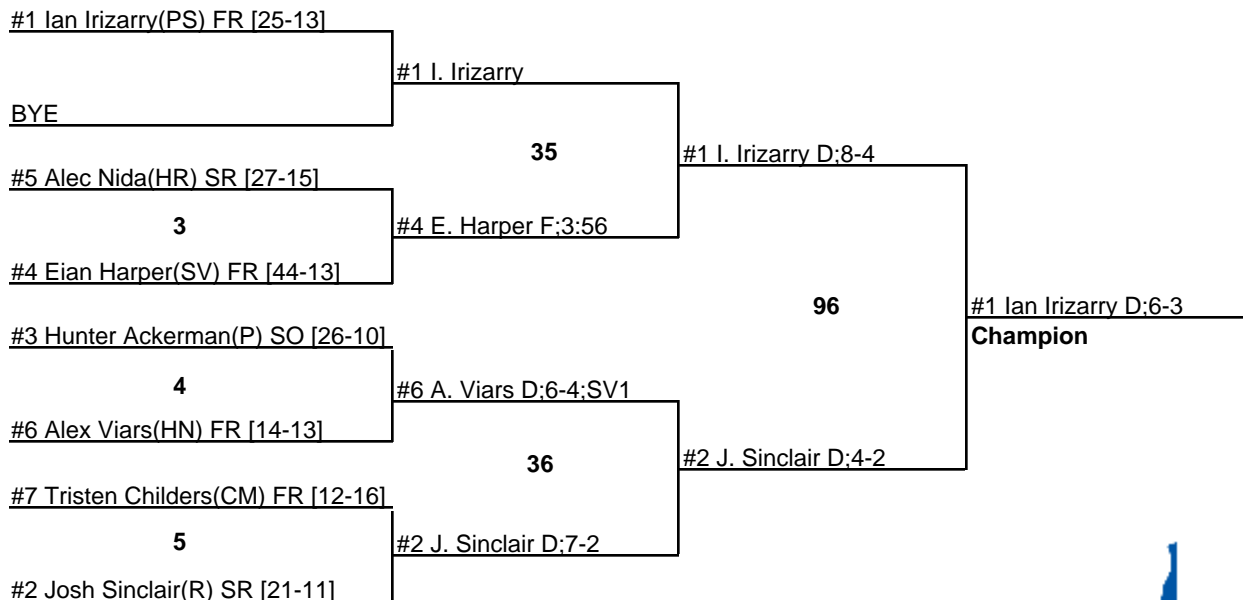 #1 Ian Irizarry(PS) FR [25-13]
#1 I. Irizarry
BYE
35
#1 I. Irizarry D;8-4
#5 Alec Nida(HR) SR [27-15]
3
#4 E. Harper F;3:56
#4 Eian Harper(SV) FR [44-13]
96
#1 Ian Irizarry D;6-3
Champion
#3 Hunter Ackerman(P) SO [26-10]
4
#6 A. Viars D;6-4;SV1
#6 Alex Viars(HN) FR [14-13]
36
#2 J. Sinclair D;4-2
#7 Tristen Childers(CM) FR [12-16]
5
#2 J. Sinclair D;7-2
#2 Josh Sinclair(R) SR [21-11]